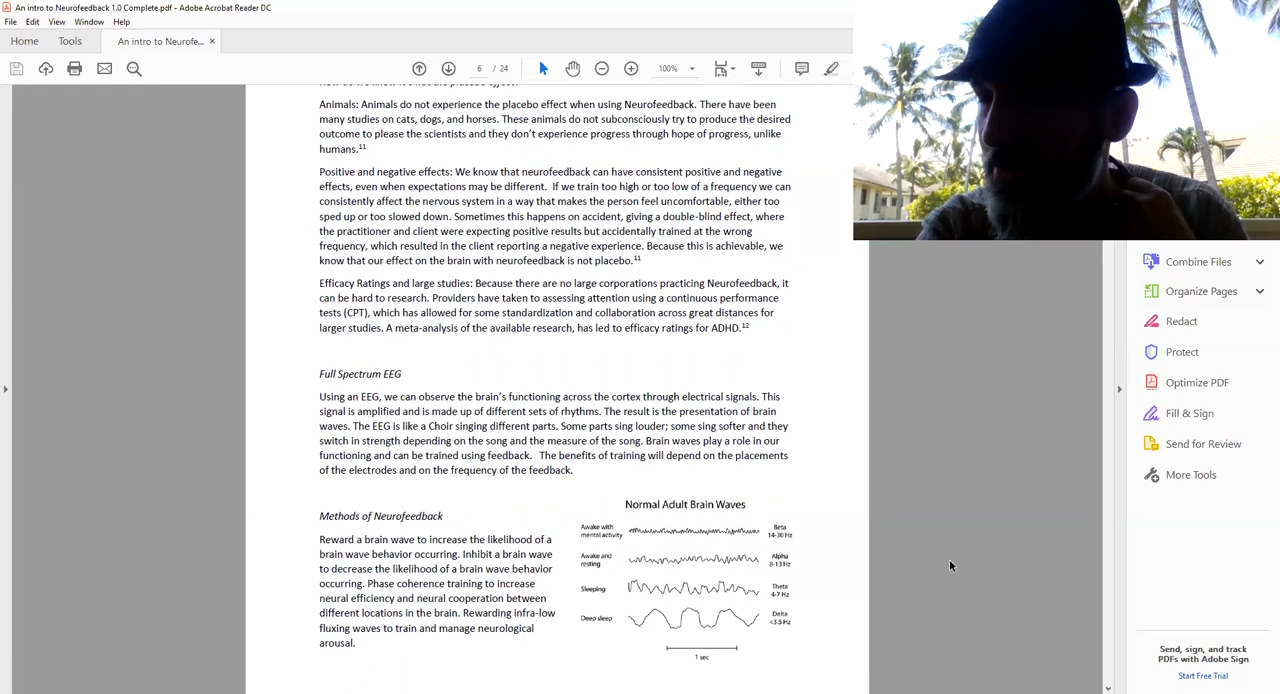 An intro to Neurofeedback 1.0 Complete.pdf - Adobe Acrobat Reader DC
File Edit View Window Help
Home Tools An intro to Neurofe... ×
6 / 24 100%
Animals: Animals do not experience the placebo effect when using Neurofeedback. There have been
many studies on cats, dogs, and horses. These animals do not subconsciously try to produce the desired
outcome to please the scientists and they don't experience progress through hope of progress, unlike
humans.11
Positive and negative effects: We know that neurofeedback can have consistent positive and negative
effects, even when expectations may be different. If we train too high or too low of a frequency we can
consistently affect the nervous system in a way that makes the person feel uncomfortable, either too
sped up or too slowed down. Sometimes this happens on accident, giving a double-blind effect, where
the practitioner and client were expecting positive results but accidentally trained at the wrong
frequency, which resulted in the client reporting a negative experience. Because this is achievable, we
know that our effect on the brain with neurofeedback is not placebo.11
Efficacy Ratings and large studies: Because there are no large corporations practicing Neurofeedback, it
can be hard to research. Providers have taken to assessing attention using a continuous performance
tests (CPT), which has allowed for some standardization and collaboration across great distances for
larger studies. A meta-analysis of the available research, has led to efficacy ratings for ADHD.12
Full Spectrum EEG
Using an EEG, we can observe the brain's functioning across the cortex through electrical signals. This
signal is amplified and is made up of different sets of rhythms. The result is the presentation of brain
waves. The EEG is like a Choir singing different parts. Some parts sing louder; some sing softer and they
switch in strength depending on the song and the measure of the song. Brain waves play a role in our
functioning and can be trained using feedback. The benefits of training will depend on the placements
of the electrodes and on the frequency of the feedback.
Methods of Neurofeedback
Reward a brain wave to increase the likelihood of a
brain wave behavior occurring. Inhibit a brain wave
to decrease the likelihood of a brain wave behavior
occurring. Phase coherence training to increase
neural efficiency and neural cooperation between
different locations in the brain. Rewarding infra-low
fluxing waves to train and manage neurological
arousal.
Normal Adult Brain Waves
Awake with
mental activity
Beta
14-30 Hz
Awake and
resting
Alpha
8-13 Hz
Sleeping
Theta
4-7 Hz
Deep sleep
Delta
<3.5 Hz
1 sec
Combine Files
Organize Pages
Redact
Protect
Optimize PDF
Fill & Sign
Send for Review
More Tools
Send, sign, and track
PDFs with Adobe Sign
Start Free Trial